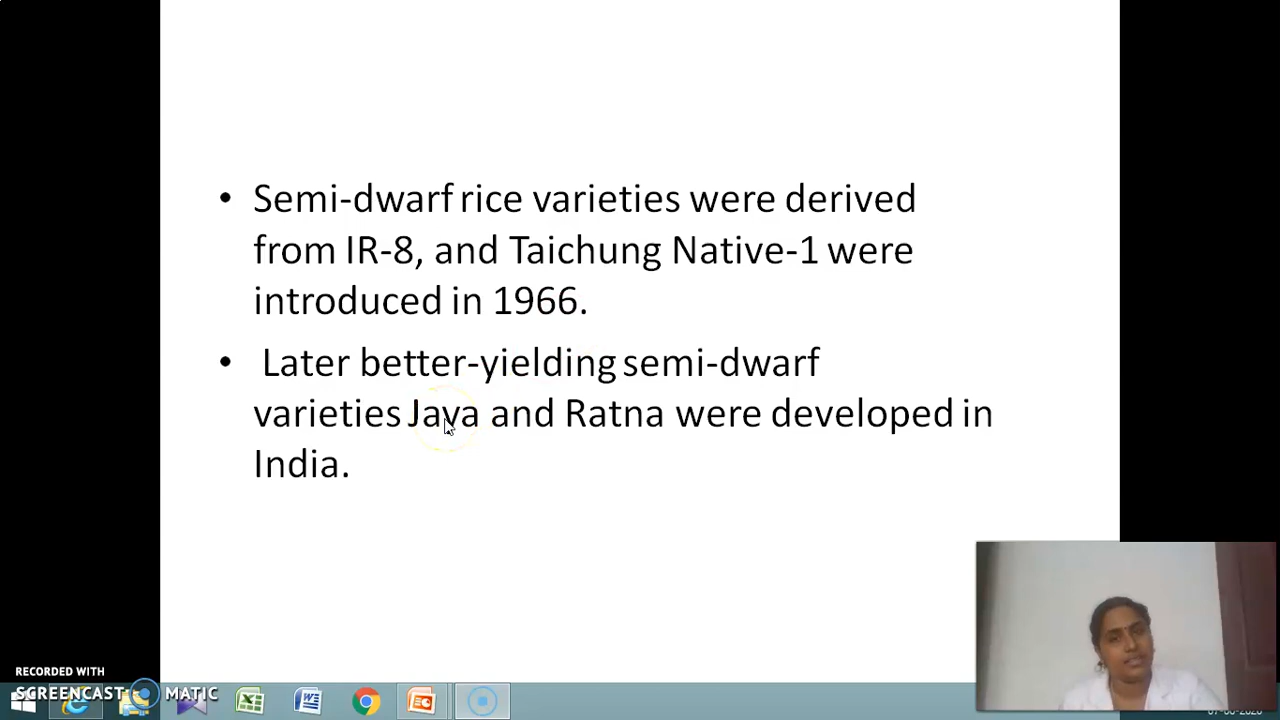 • Semi-dwarf rice varieties were derived
from IR-8, and Taichung Native-1 were
introduced in 1966.
• Later better-yielding semi-dwarf
varieties Java and Ratna were developed in
India.
RECORDED WITH
SCREENCAST MATIC